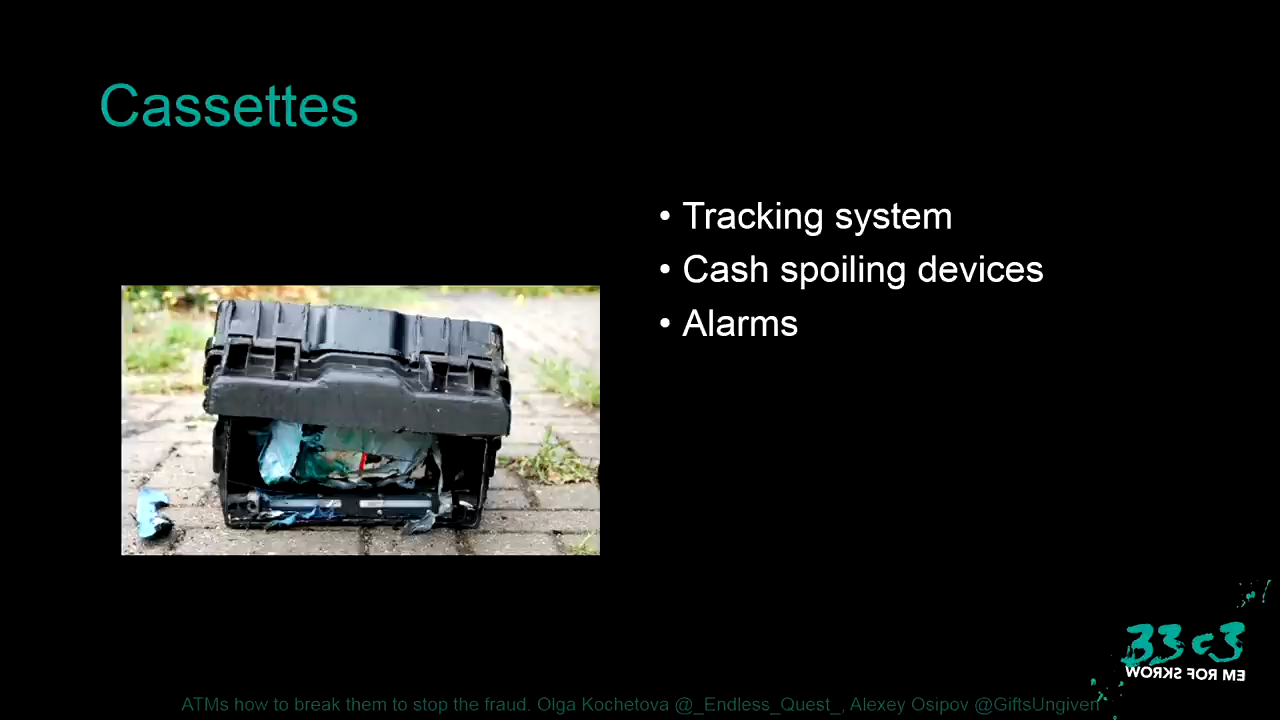 Cassettes
• Tracking system
• Cash spoiling devices
• Alarms
33c3
WORKS FOR ME
ATMs how to break them to stop the fraud. Olga Kochetova @_Endless_Quest_, Alexey Osipov @GiftsUngiven